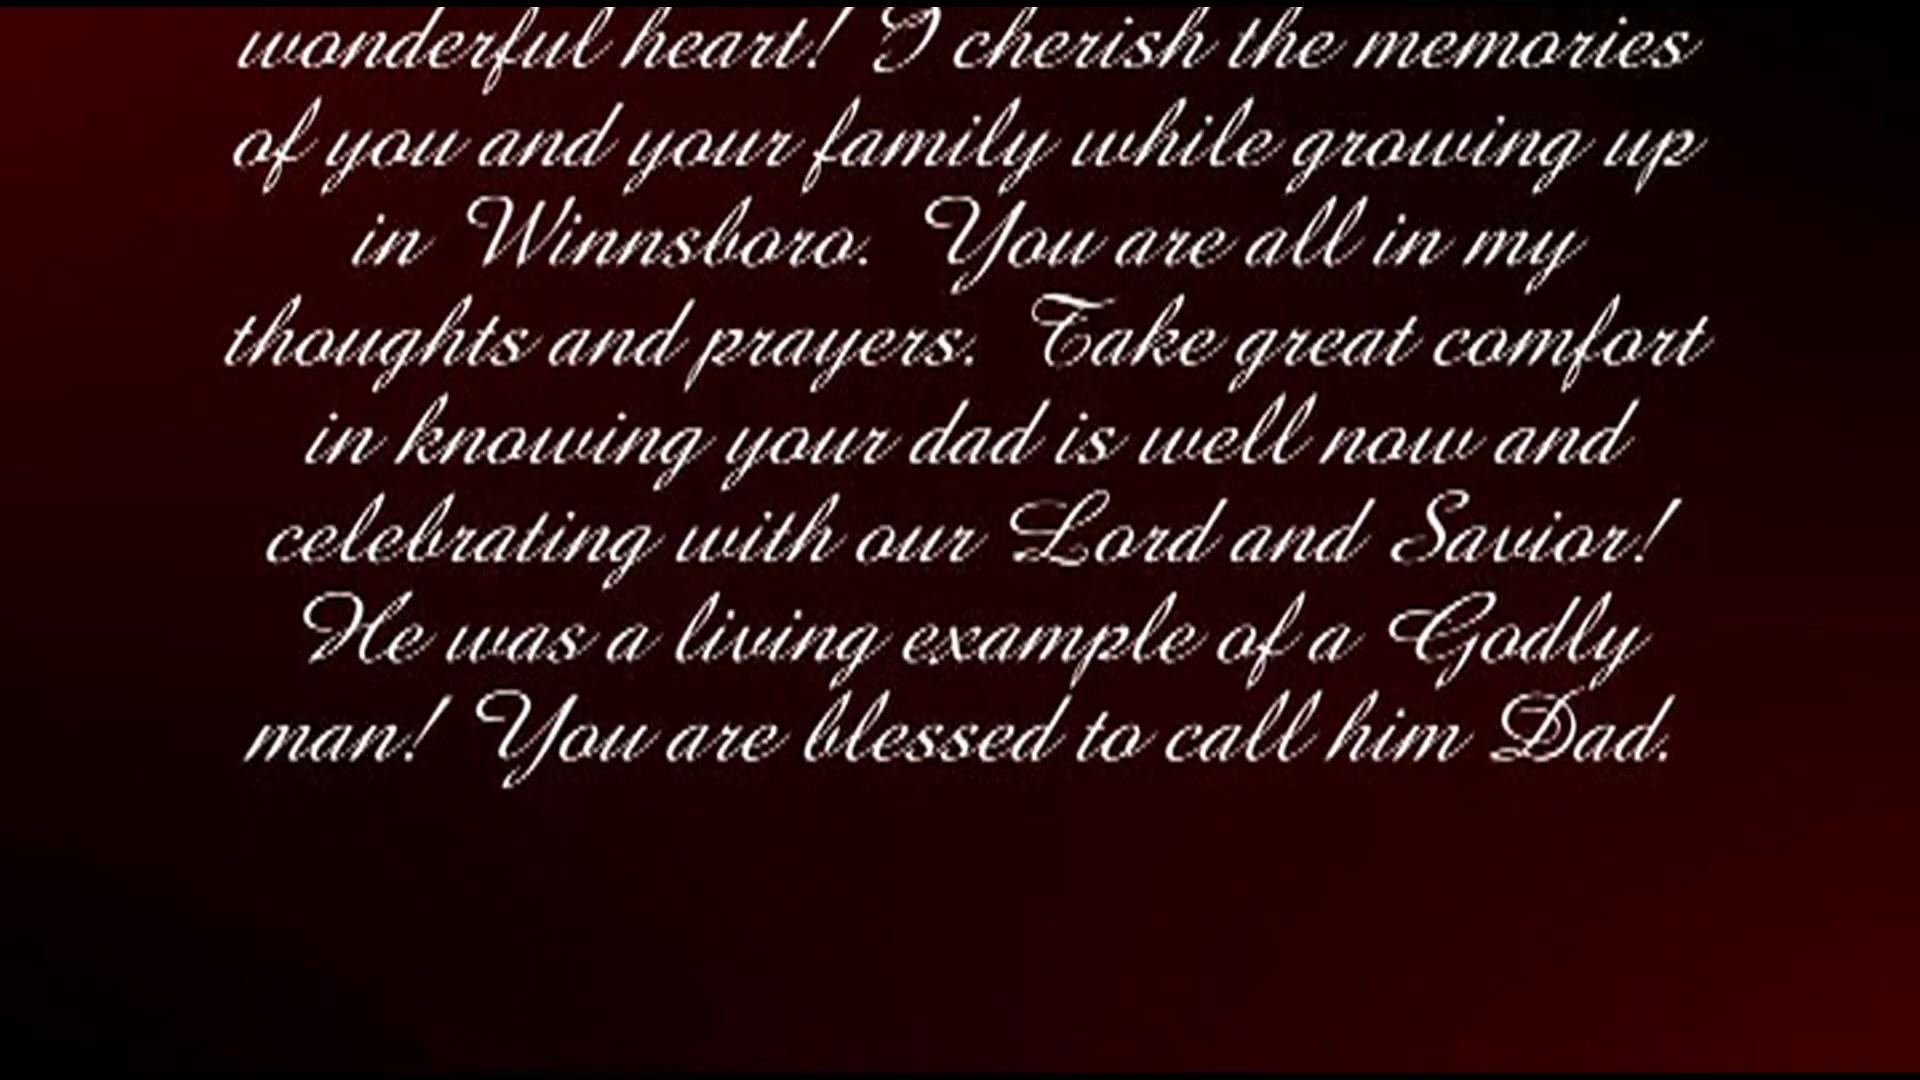 wonderful heart! I cherish the memories
of you and your family while growing up
in Winnsboro. You are all in my
thoughts and prayers. Take great comfort
in knowing your dad is well now and
celebrating with our Lord and Savior!
He was a living example of a Godly
man! You are blessed to call him Dad.